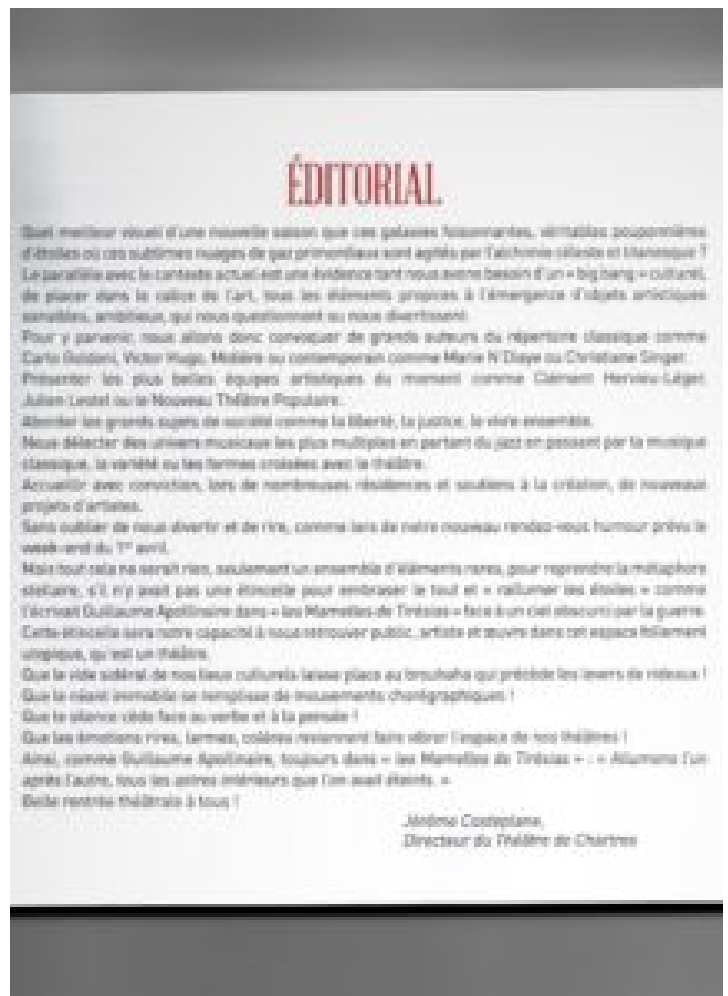 ÉDITORIAL
Quel meilleur visuel d'une nouvelle saison que ces galaxies foisonnantes, véritables pouponnières
d'étoiles où ces sublimes nuages de gaz primordiaux sont agités par l'alchimie céleste et titanesque ?
Le parallèle avec le contexte actuel est une évidence tant nous avons besoin d'un « big bang » culturel,
de placer dans le calice de l'art, tous les éléments propices à l'émergence d'objets artistiques
sensibles, ambitieux, qui nous questionnent ou nous divertissent.
Pour y parvenir, nous allons donc convoquer de grands auteurs du répertoire classique comme
Carlo Goldoni, Victor Hugo, Molière ou contemporain comme Marie N'Diaye ou Christiane Singer.
Présenter les plus belles équipes artistiques du moment comme Clément Hervieu-Léger,
Julien Lestel ou le Nouveau Théâtre Populaire.
Aborder les grands sujets de société comme la liberté, la justice, le vivre ensemble.
Nous délecter des univers musicaux les plus multiples en partant du jazz en passant par la musique
classique, la variété ou les formes croisées avec le théâtre.
Accueillir avec conviction, lors de nombreuses résidences et soutiens à la création, de nouveaux
projets d'artistes.
Sans oublier de nous divertir et de rire, comme lors de notre nouveau rendez-vous humour prévu le
week-end du 1er avril.
Mais tout cela ne serait rien, seulement un ensemble d'éléments rares, pour reprendre la métaphore
stellaire, s'il n'y avait pas une étincelle pour embraser le tout et « rallumer les étoiles » comme
l'écrivait Guillaume Apollinaire dans « les Mamelles de Tirésias » face à un ciel obscurci par la guerre.
Cette étincelle sera notre capacité à nous retrouver public, artiste et œuvre dans cet espace follement
utopique, qu'est un théâtre.
Que le vide sidéral de nos lieux culturels laisse place au brouhaha qui précède les levers de rideaux !
Que le néant immobile se remplisse de mouvements chorégraphiques !
Que le silence cède face au verbe et à la pensée !
Que les émotions rires, larmes, colères reviennent faire vibrer l'espace de nos théâtres !
Ainsi, comme Guillaume Apollinaire, toujours dans « les Mamelles de Tirésias » : « Allumons l'un
après l'autre, tous les astres intérieurs que l'on avait éteints. »
Belle rentrée théâtrale à tous !
Jérôme Costeplane,
Directeur du Théâtre de Chartres